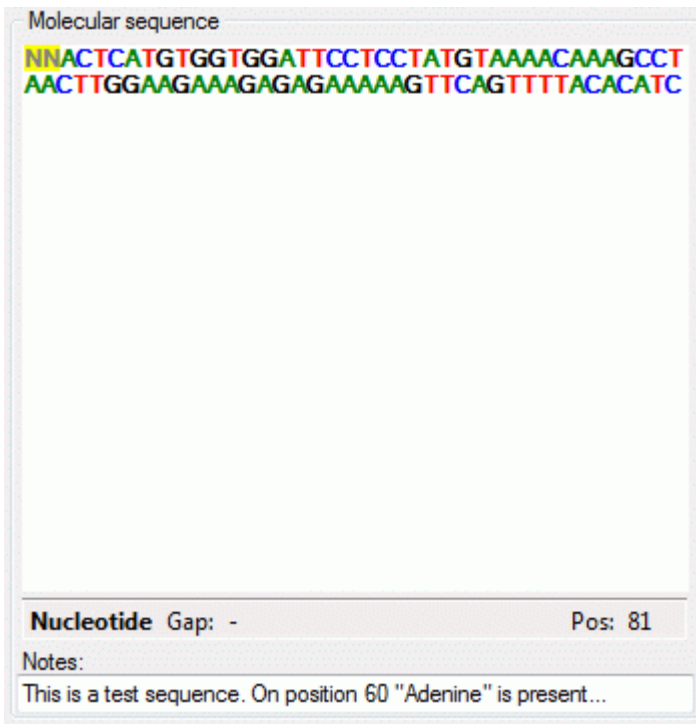 Molecular sequence
NNACTCATGTGGTGGATTCCTCCTATGTAAAACAAAGCCT
AACTTGGAAGAAAGAGAGAAAAAGTTCAGTTTTACACATC
Nucleotide Gap: - Pos: 81
Notes:
This is a test sequence. On position 60 "Adenine" is present...